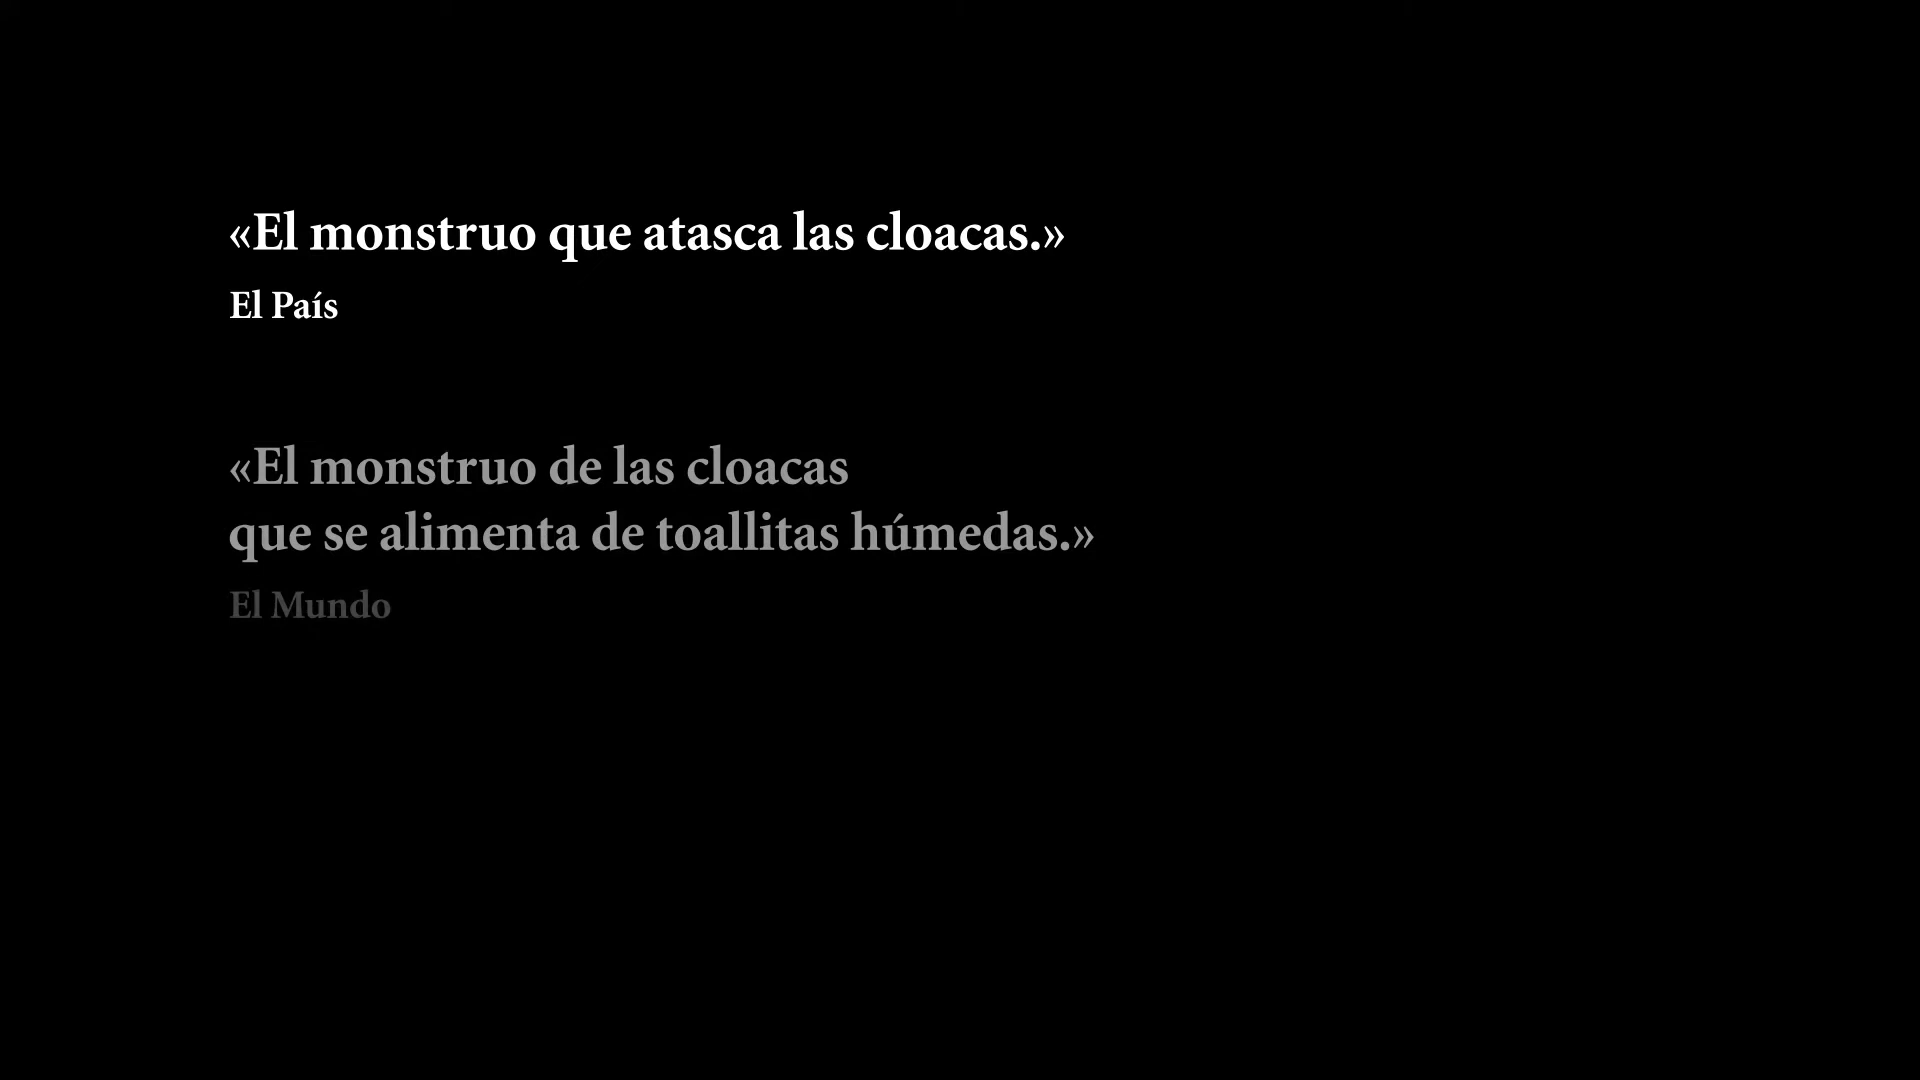 «El monstruo que atasca las cloacas.»
El País
«El monstruo de las cloacas
que se alimenta de toallitas húmedas.»
El Mundo